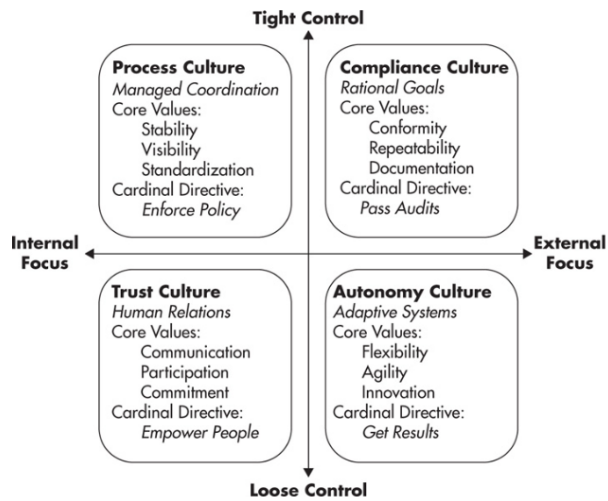 Tight Control
Process Culture
Managed Coordination
Core Values:
Stability
Visibility
Standardization
Cardinal Directive:
Enforce Policy
Compliance Culture
Rational Goals
Core Values:
Conformity
Repeatability
Documentation
Cardinal Directive:
Pass Audits
Internal
Focus
External
Focus
Trust Culture
Human Relations
Core Values:
Communication
Participation
Commitment
Cardinal Directive:
Empower People
Autonomy Culture
Adaptive Systems
Core Values:
Flexibility
Agility
Innovation
Cardinal Directive:
Get Results
Loose Control